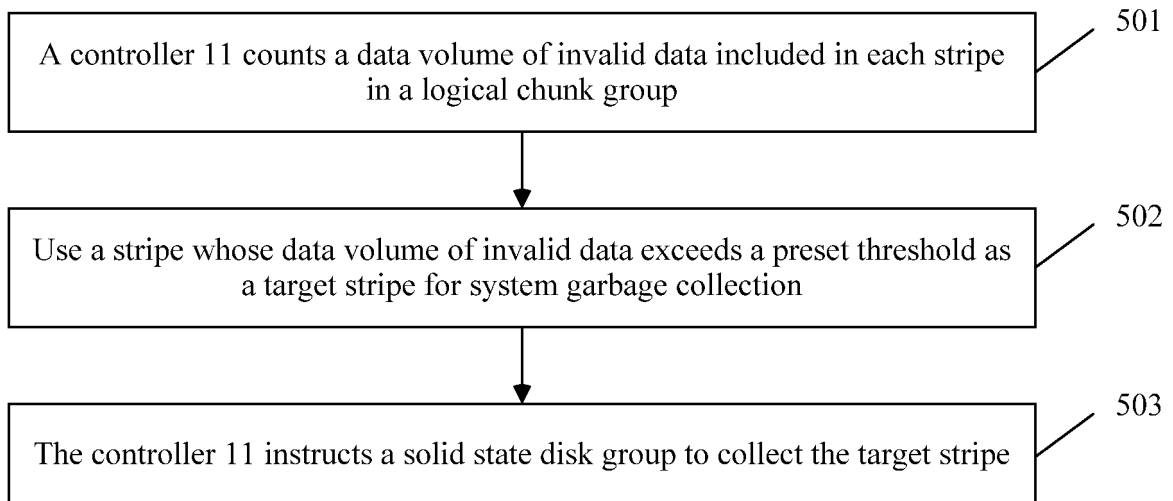 501
A controller 11 counts a data volume of invalid data included in each stripe
in a logical chunk group
502
Use a stripe whose data volume of invalid data exceeds a preset threshold as
a target stripe for system garbage collection
503
The controller 11 instructs a solid state disk group to collect the target stripe